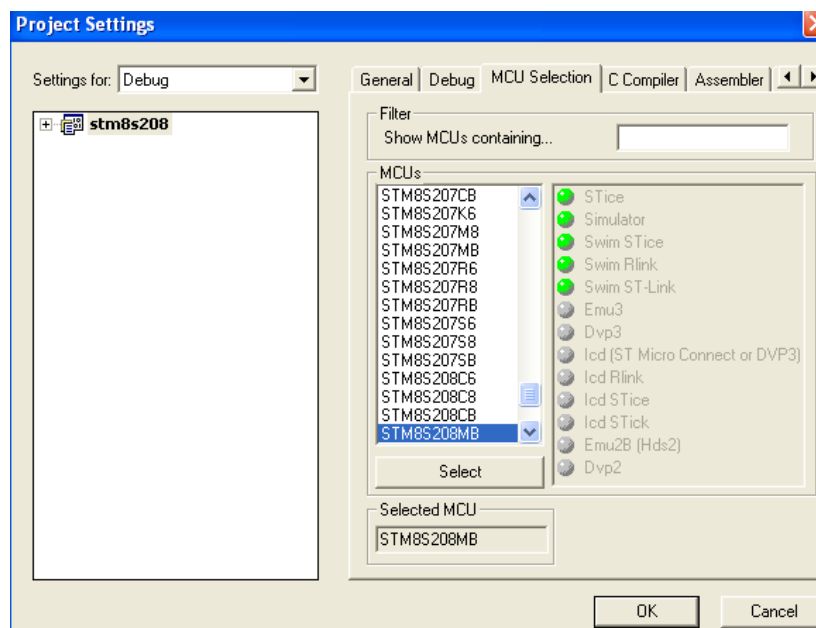 Project Settings
Settings for: Debug
stm8s208
General Debug MCU Selection C Compiler Assembler
Filter
Show MCUs containing...
MCUs
STM8S207CB
STM8S207K6
STM8S207M8
STM8S207MB
STM8S207R6
STM8S207R8
STM8S207RB
STM8S207S6
STM8S207S8
STM8S207SB
STM8S208C6
STM8S208C8
STM8S208CB
STM8S208MB
Select
STice
Simulator
Swim STice
Swim Rlink
Swim ST-Link
Emu3
Dvp3
Icd (ST Micro Connect or DVP3)
Icd Rlink
Icd STice
Icd STick
Emu2B (Hds2)
Dvp2
Selected MCU
STM8S208MB
OK Cancel